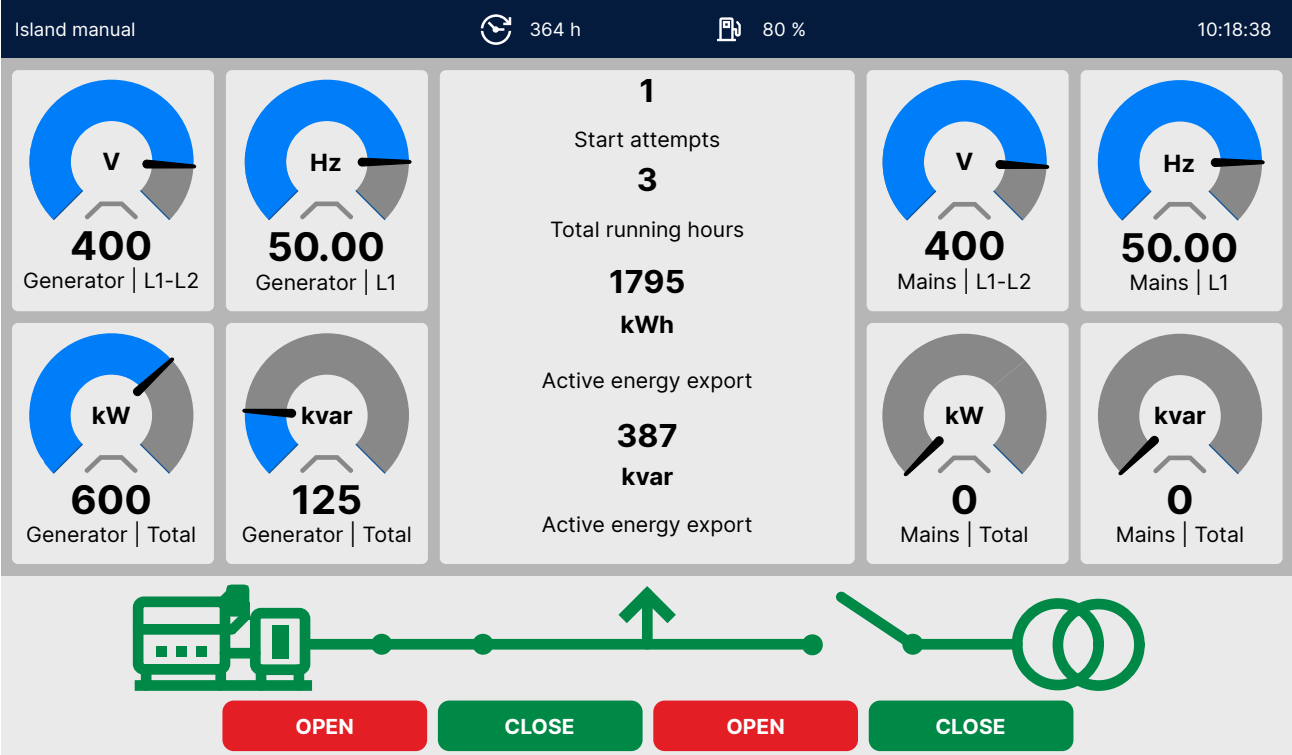 Island manual
364 h
80 %
10:18:38
V
400
Generator | L1-L2
Hz
50.00
Generator | L1
1
Start attempts
3
Total running hours
1795
kWh
Active energy export
387
kvar
Active energy export
V
400
Mains | L1-L2
Hz
50.00
Mains | L1
kW
600
Generator | Total
kvar
125
Generator | Total
kW
0
Mains | Total
kvar
0
Mains | Total
OPEN
CLOSE
OPEN
CLOSE